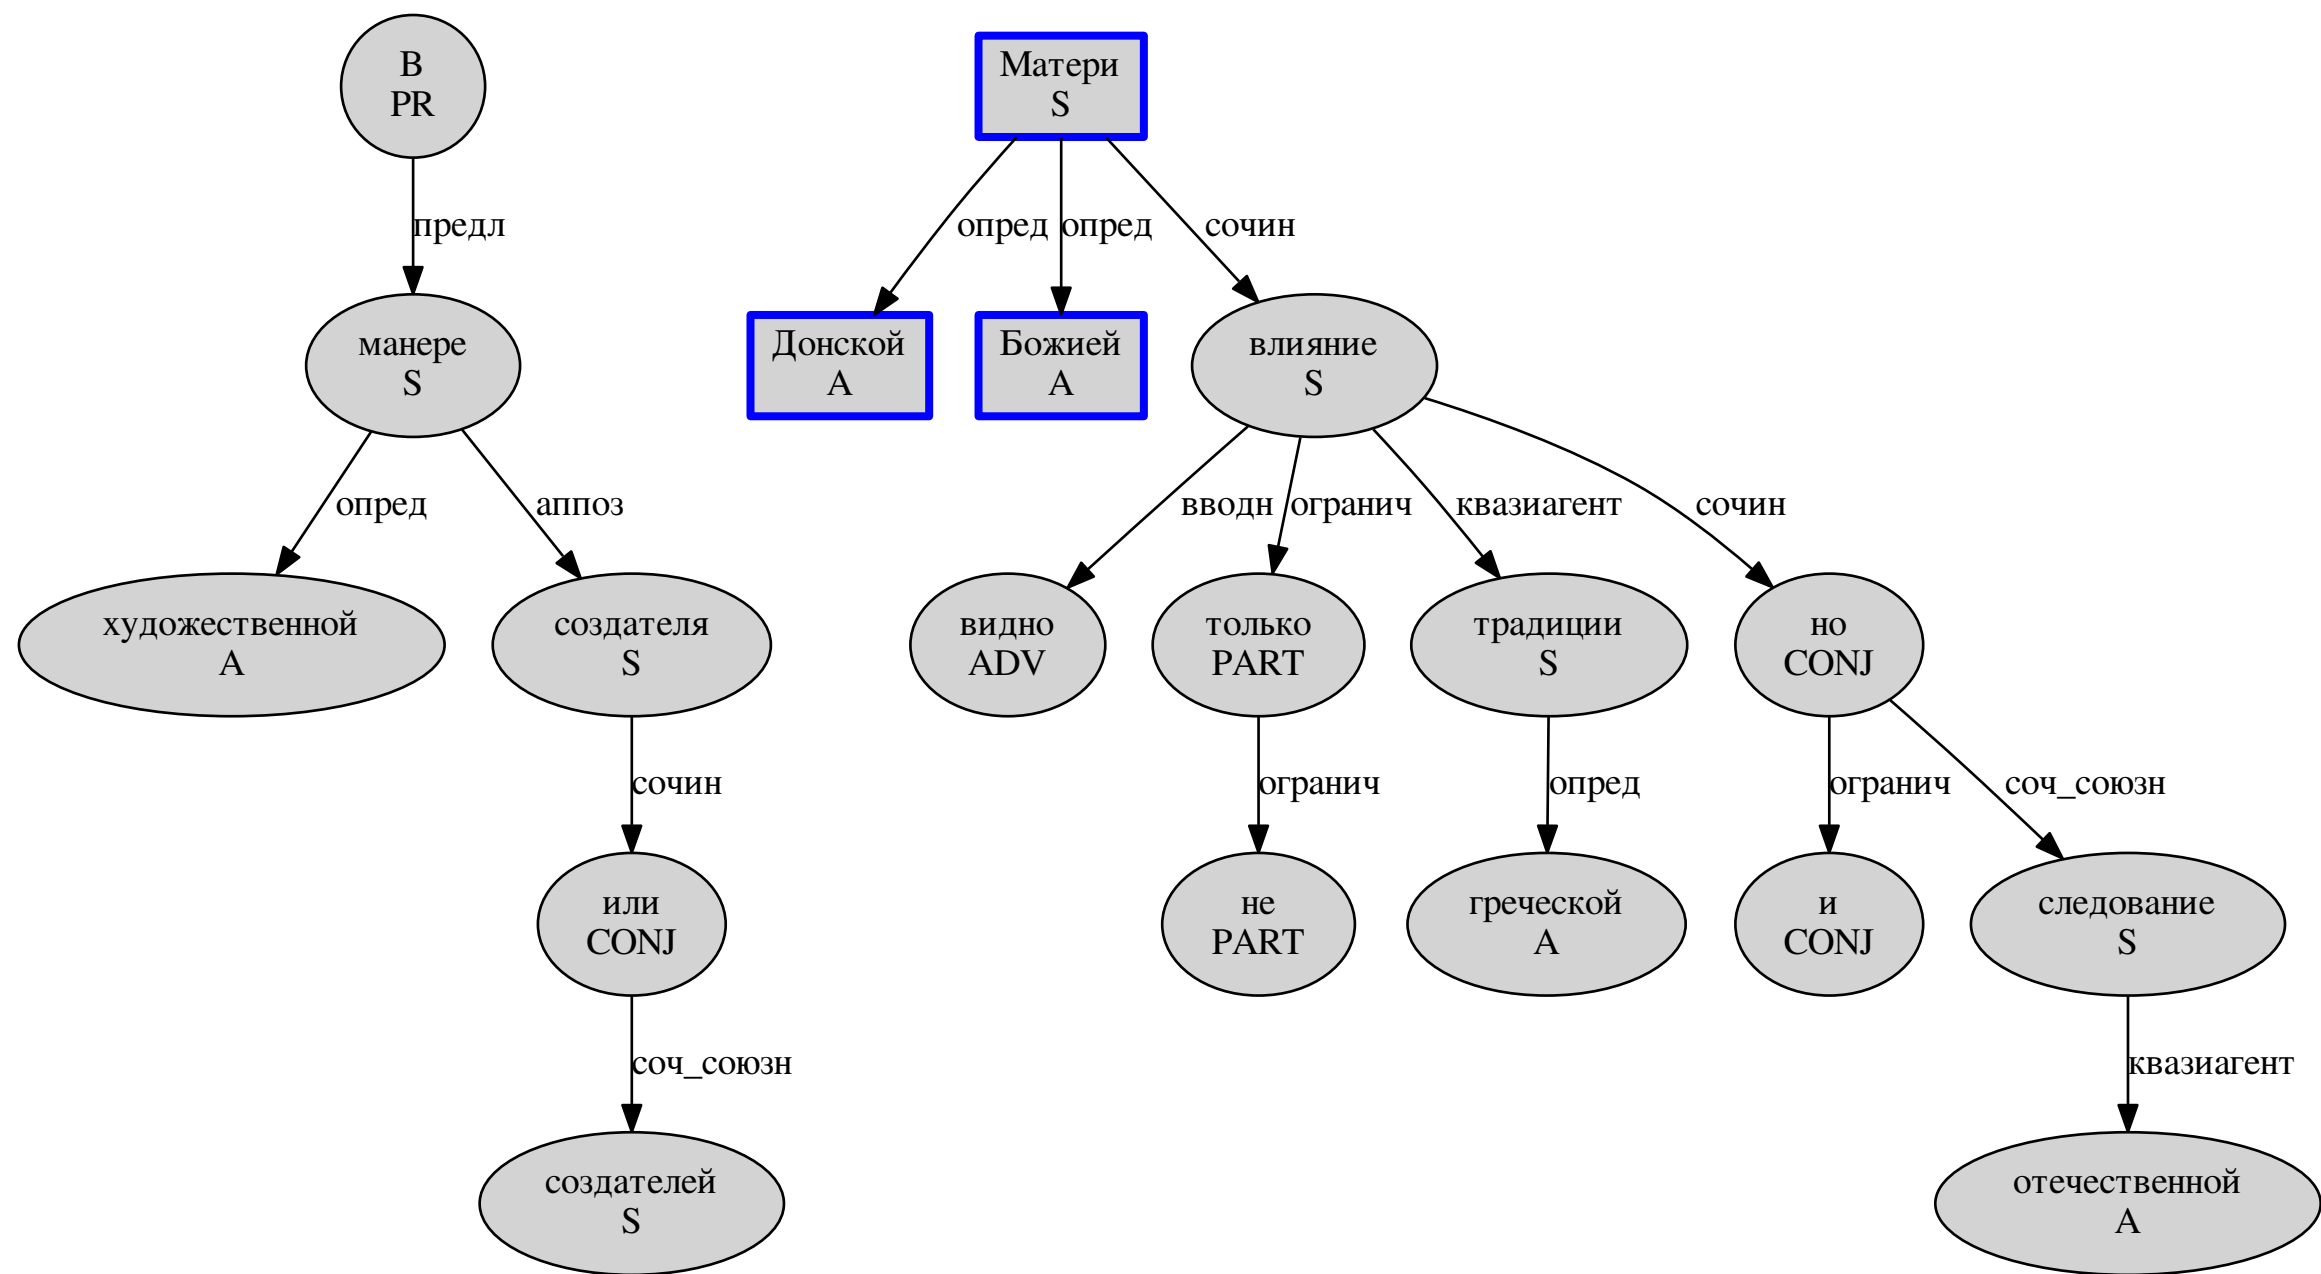 В
PR
Матери
S
предл
опред
опред
сочин
манере
S
Донской
A
Божией
A
влияние
S
опред
аппоз
вводн
огранич
квазиагент
сочин
художественной
A
создателя
S
видно
ADV
только
PART
традиции
S
но
CONJ
сочин
огранич
опред
огранич
соч_союзн
или
CONJ
не
PART
греческой
A
и
CONJ
следование
S
соч_союзн
квазиагент
создателей
S
отечественной
A